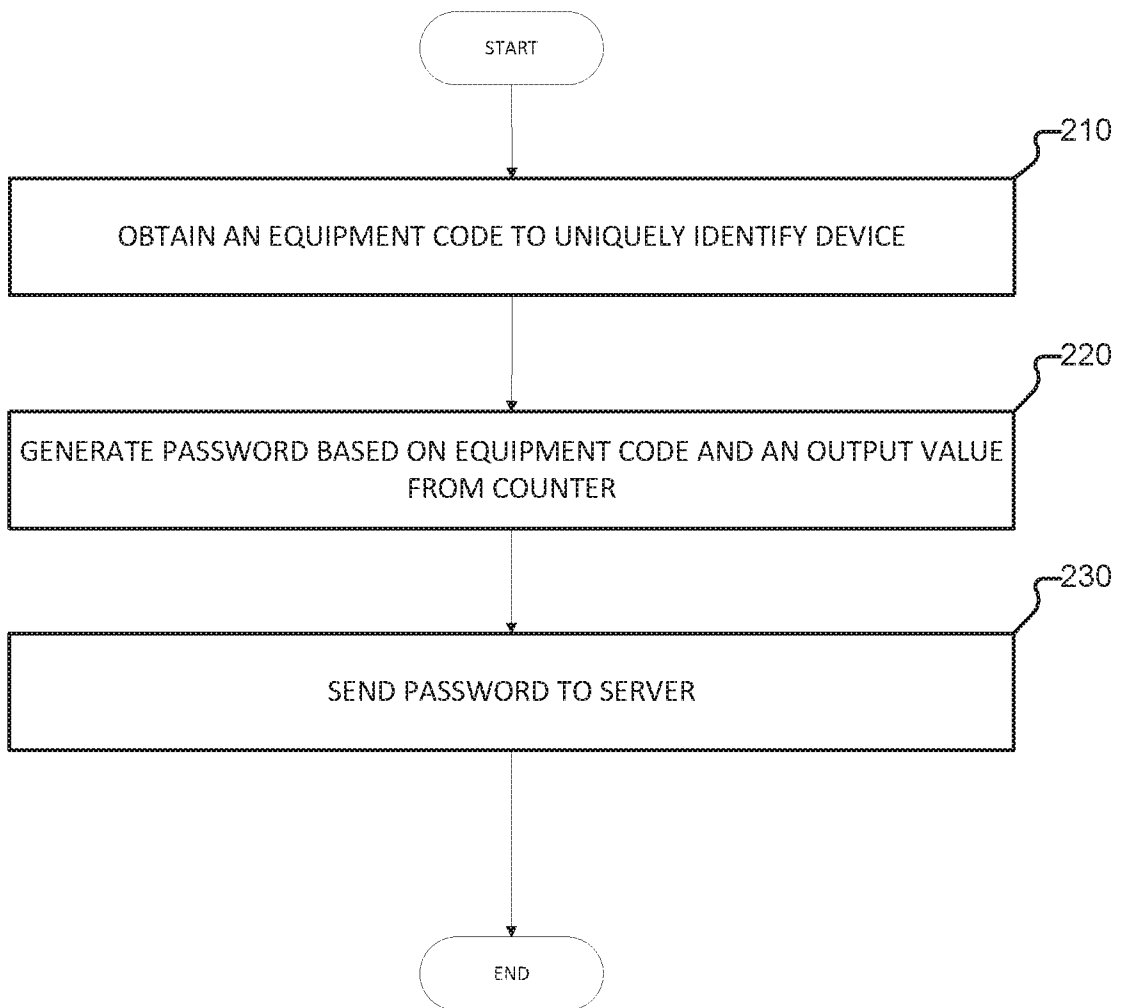 START
210
OBTAIN AN EQUIPMENT CODE TO UNIQUELY IDENTIFY DEVICE
220
GENERATE PASSWORD BASED ON EQUIPMENT CODE AND AN OUTPUT VALUE
FROM COUNTER
230
SEND PASSWORD TO SERVER
END